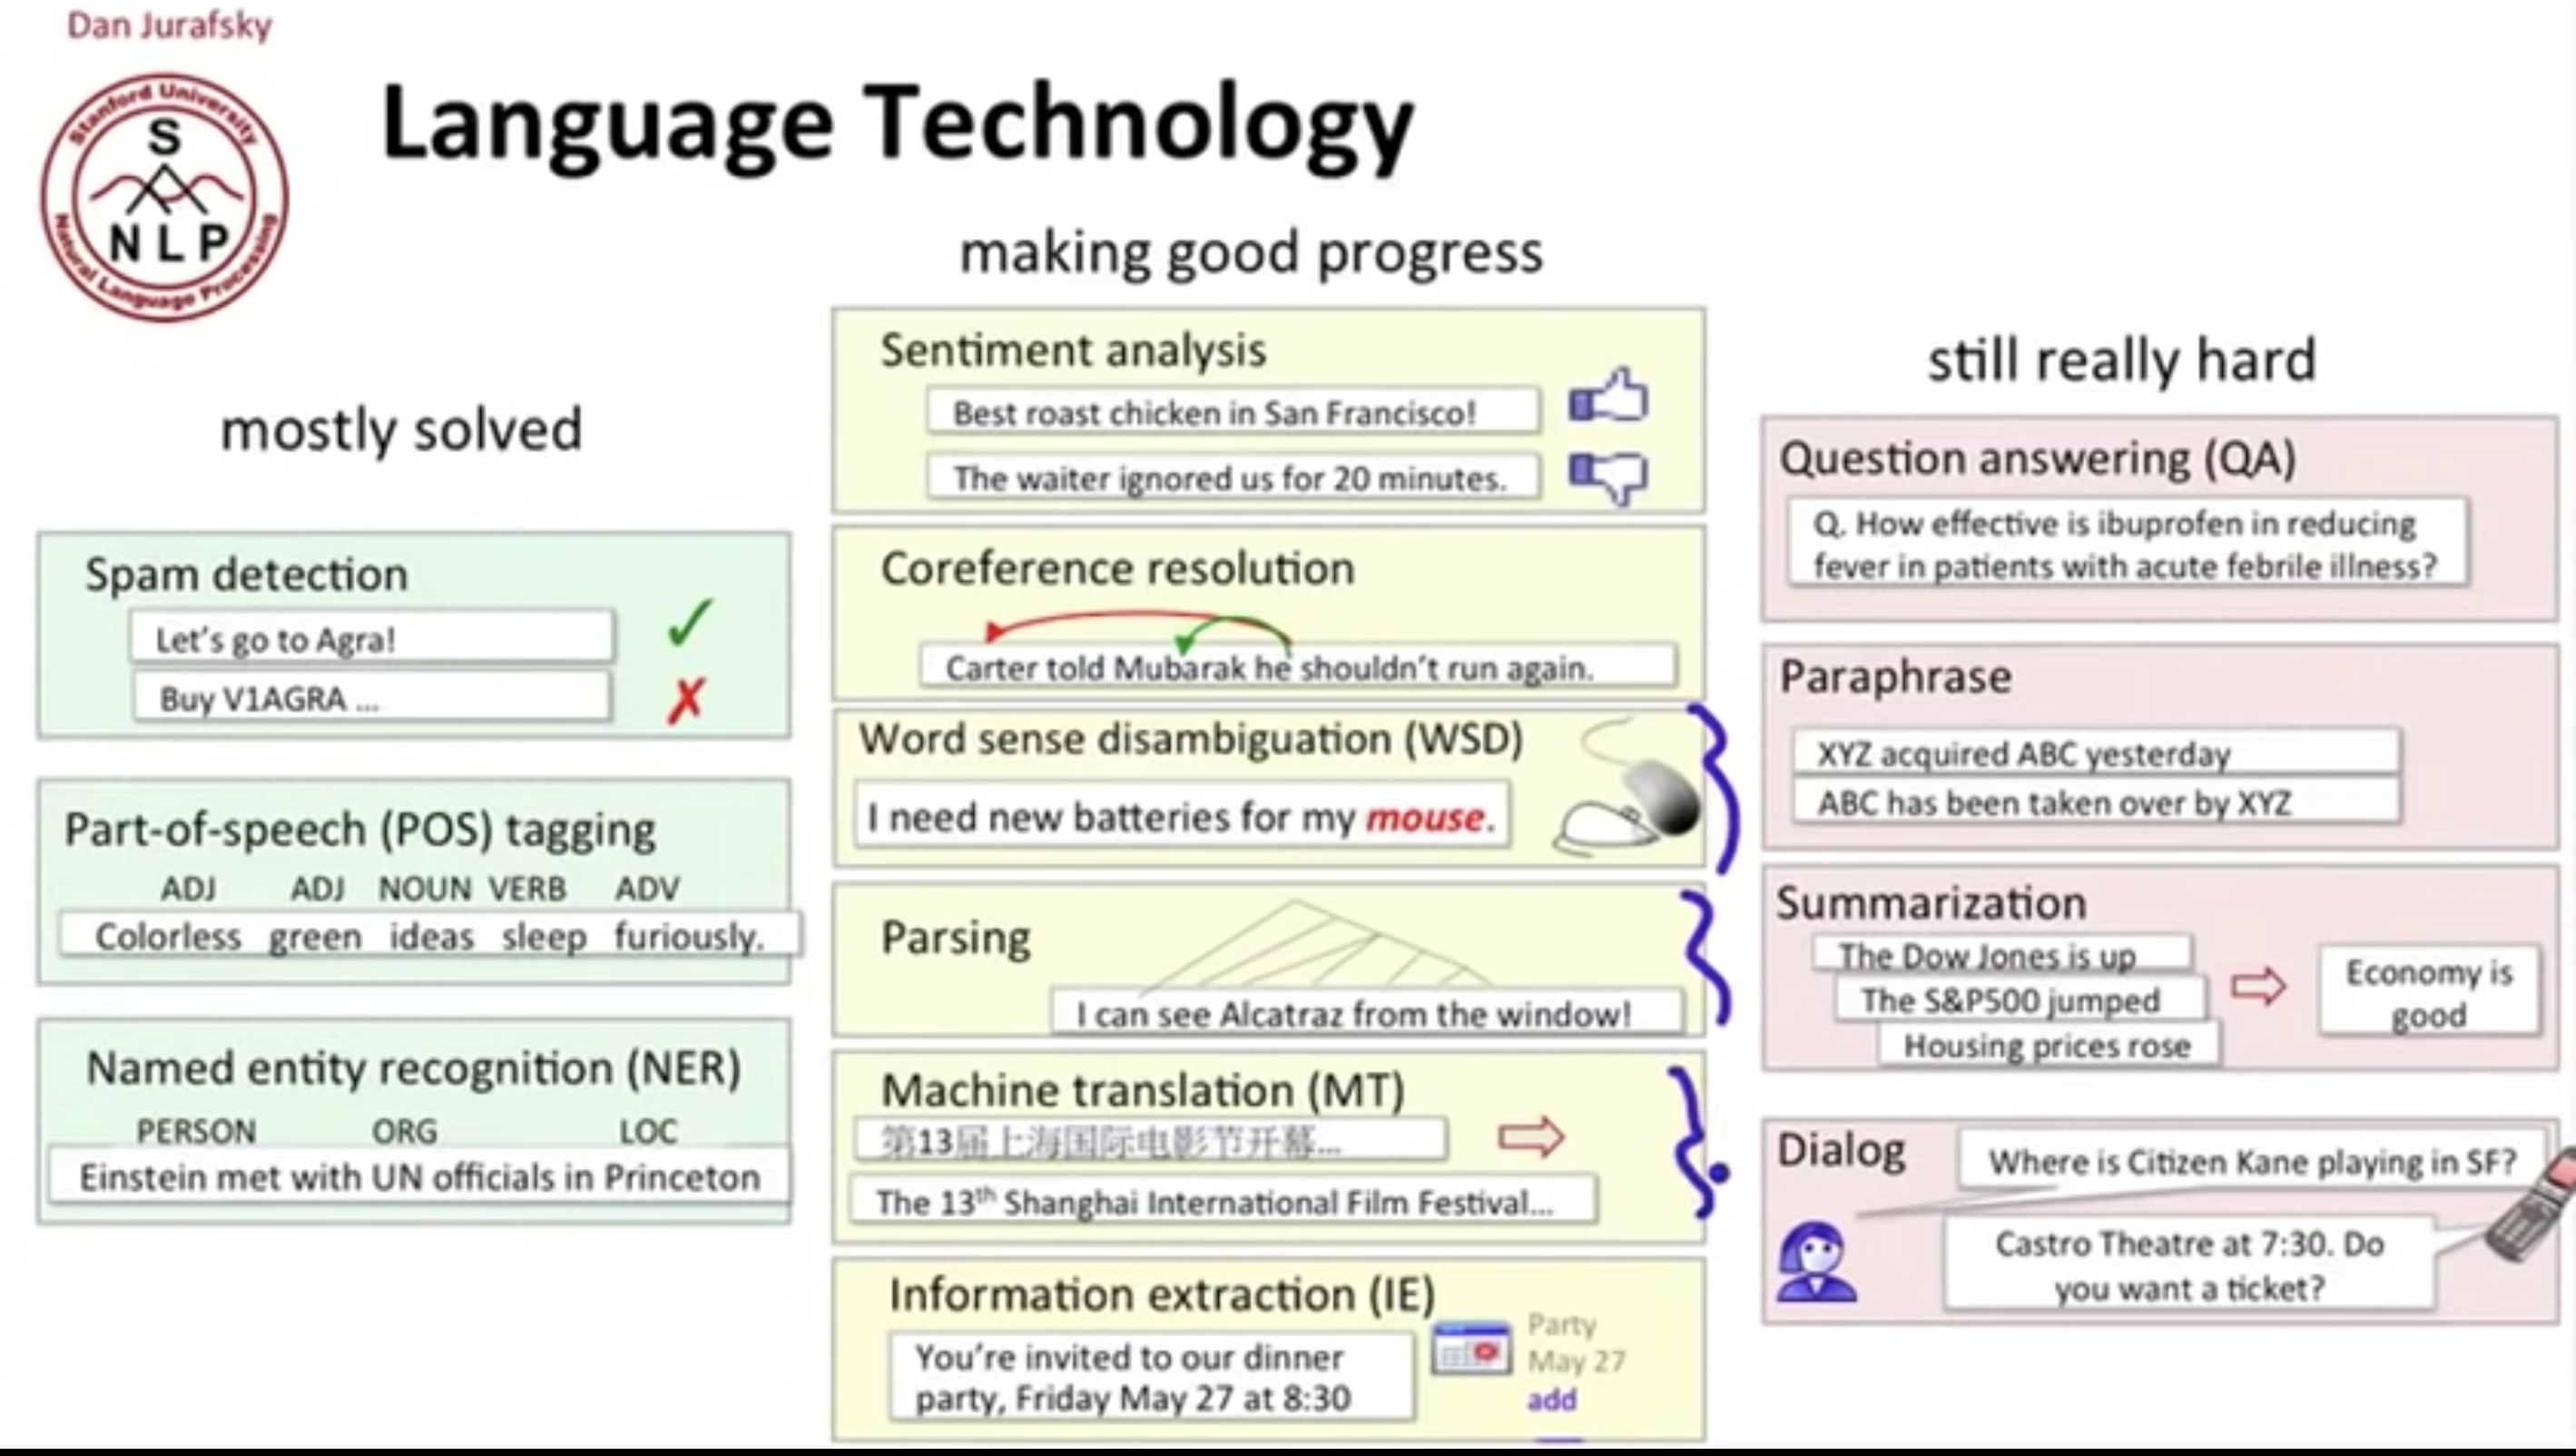 Dan Jurafsky
Stanford University
S
NLP
Natural Language Processing
Language Technology
mostly solved
Spam detection
Let's go to Agra!
✓
Buy V1AGRA ...
✗
Part-of-speech (POS) tagging
ADJ ADJ NOUN VERB ADV
Colorless green ideas sleep furiously.
Named entity recognition (NER)
PERSON ORG LOC
Einstein met with UN officials in Princeton
making good progress
Sentiment analysis
Best roast chicken in San Francisco!
The waiter ignored us for 20 minutes.
Coreference resolution
Carter told Mubarak he shouldn't run again.
Word sense disambiguation (WSD)
I need new batteries for my mouse.
Parsing
I can see Alcatraz from the window!
Machine translation (MT)
第13届上海国际电影节开幕...
The 13th Shanghai International Film Festival...
Information extraction (IE)
You're invited to our dinner
party, Friday May 27 at 8:30
Party
May 27
add
still really hard
Question answering (QA)
Q. How effective is ibuprofen in reducing
fever in patients with acute febrile illness?
Paraphrase
XYZ acquired ABC yesterday
ABC has been taken over by XYZ
Summarization
The Dow Jones is up
The S&P500 jumped
Housing prices rose
Economy is
good
Dialog
Where is Citizen Kane playing in SF?
Castro Theatre at 7:30. Do
you want a ticket?